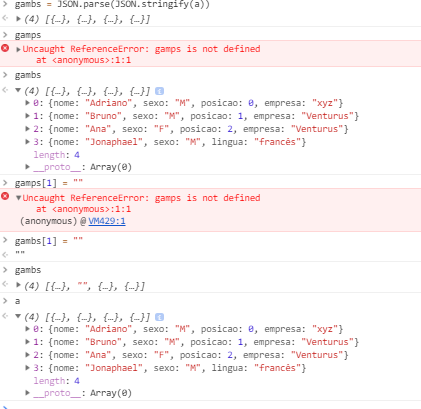 gambs = JSON.parse(JSON.stringify(a))
(4) [{…}, {…}, {…}, {…}]
gamps
Uncaught ReferenceError: gamps is not defined
at <anonymous>:1:1
gambs
(4) [{…}, {…}, {…}, {…}] i
0: {nome: "Adriano", sexo: "M", posicao: 0, empresa: "xyz"}
1: {nome: "Bruno", sexo: "M", posicao: 1, empresa: "Venturus"}
2: {nome: "Ana", sexo: "F", posicao: 2, empresa: "Venturus"}
3: {nome: "Jonaphael", sexo: "M", lingua: "francês"}
length: 4
__proto__: Array(0)
gamps[1] = ""
Uncaught ReferenceError: gamps is not defined
at <anonymous>:1:1
(anonymous) @ VM429:1
gambs[1] = ""
""
gambs
(4) [{…}, "", {…}, {…}]
a
(4) [{…}, {…}, {…}, {…}] i
0: {nome: "Adriano", sexo: "M", posicao: 0, empresa: "xyz"}
1: {nome: "Bruno", sexo: "M", posicao: 1, empresa: "Venturus"}
2: {nome: "Ana", sexo: "F", posicao: 2, empresa: "Venturus"}
3: {nome: "Jonaphael", sexo: "M", lingua: "francês"}
length: 4
__proto__: Array(0)